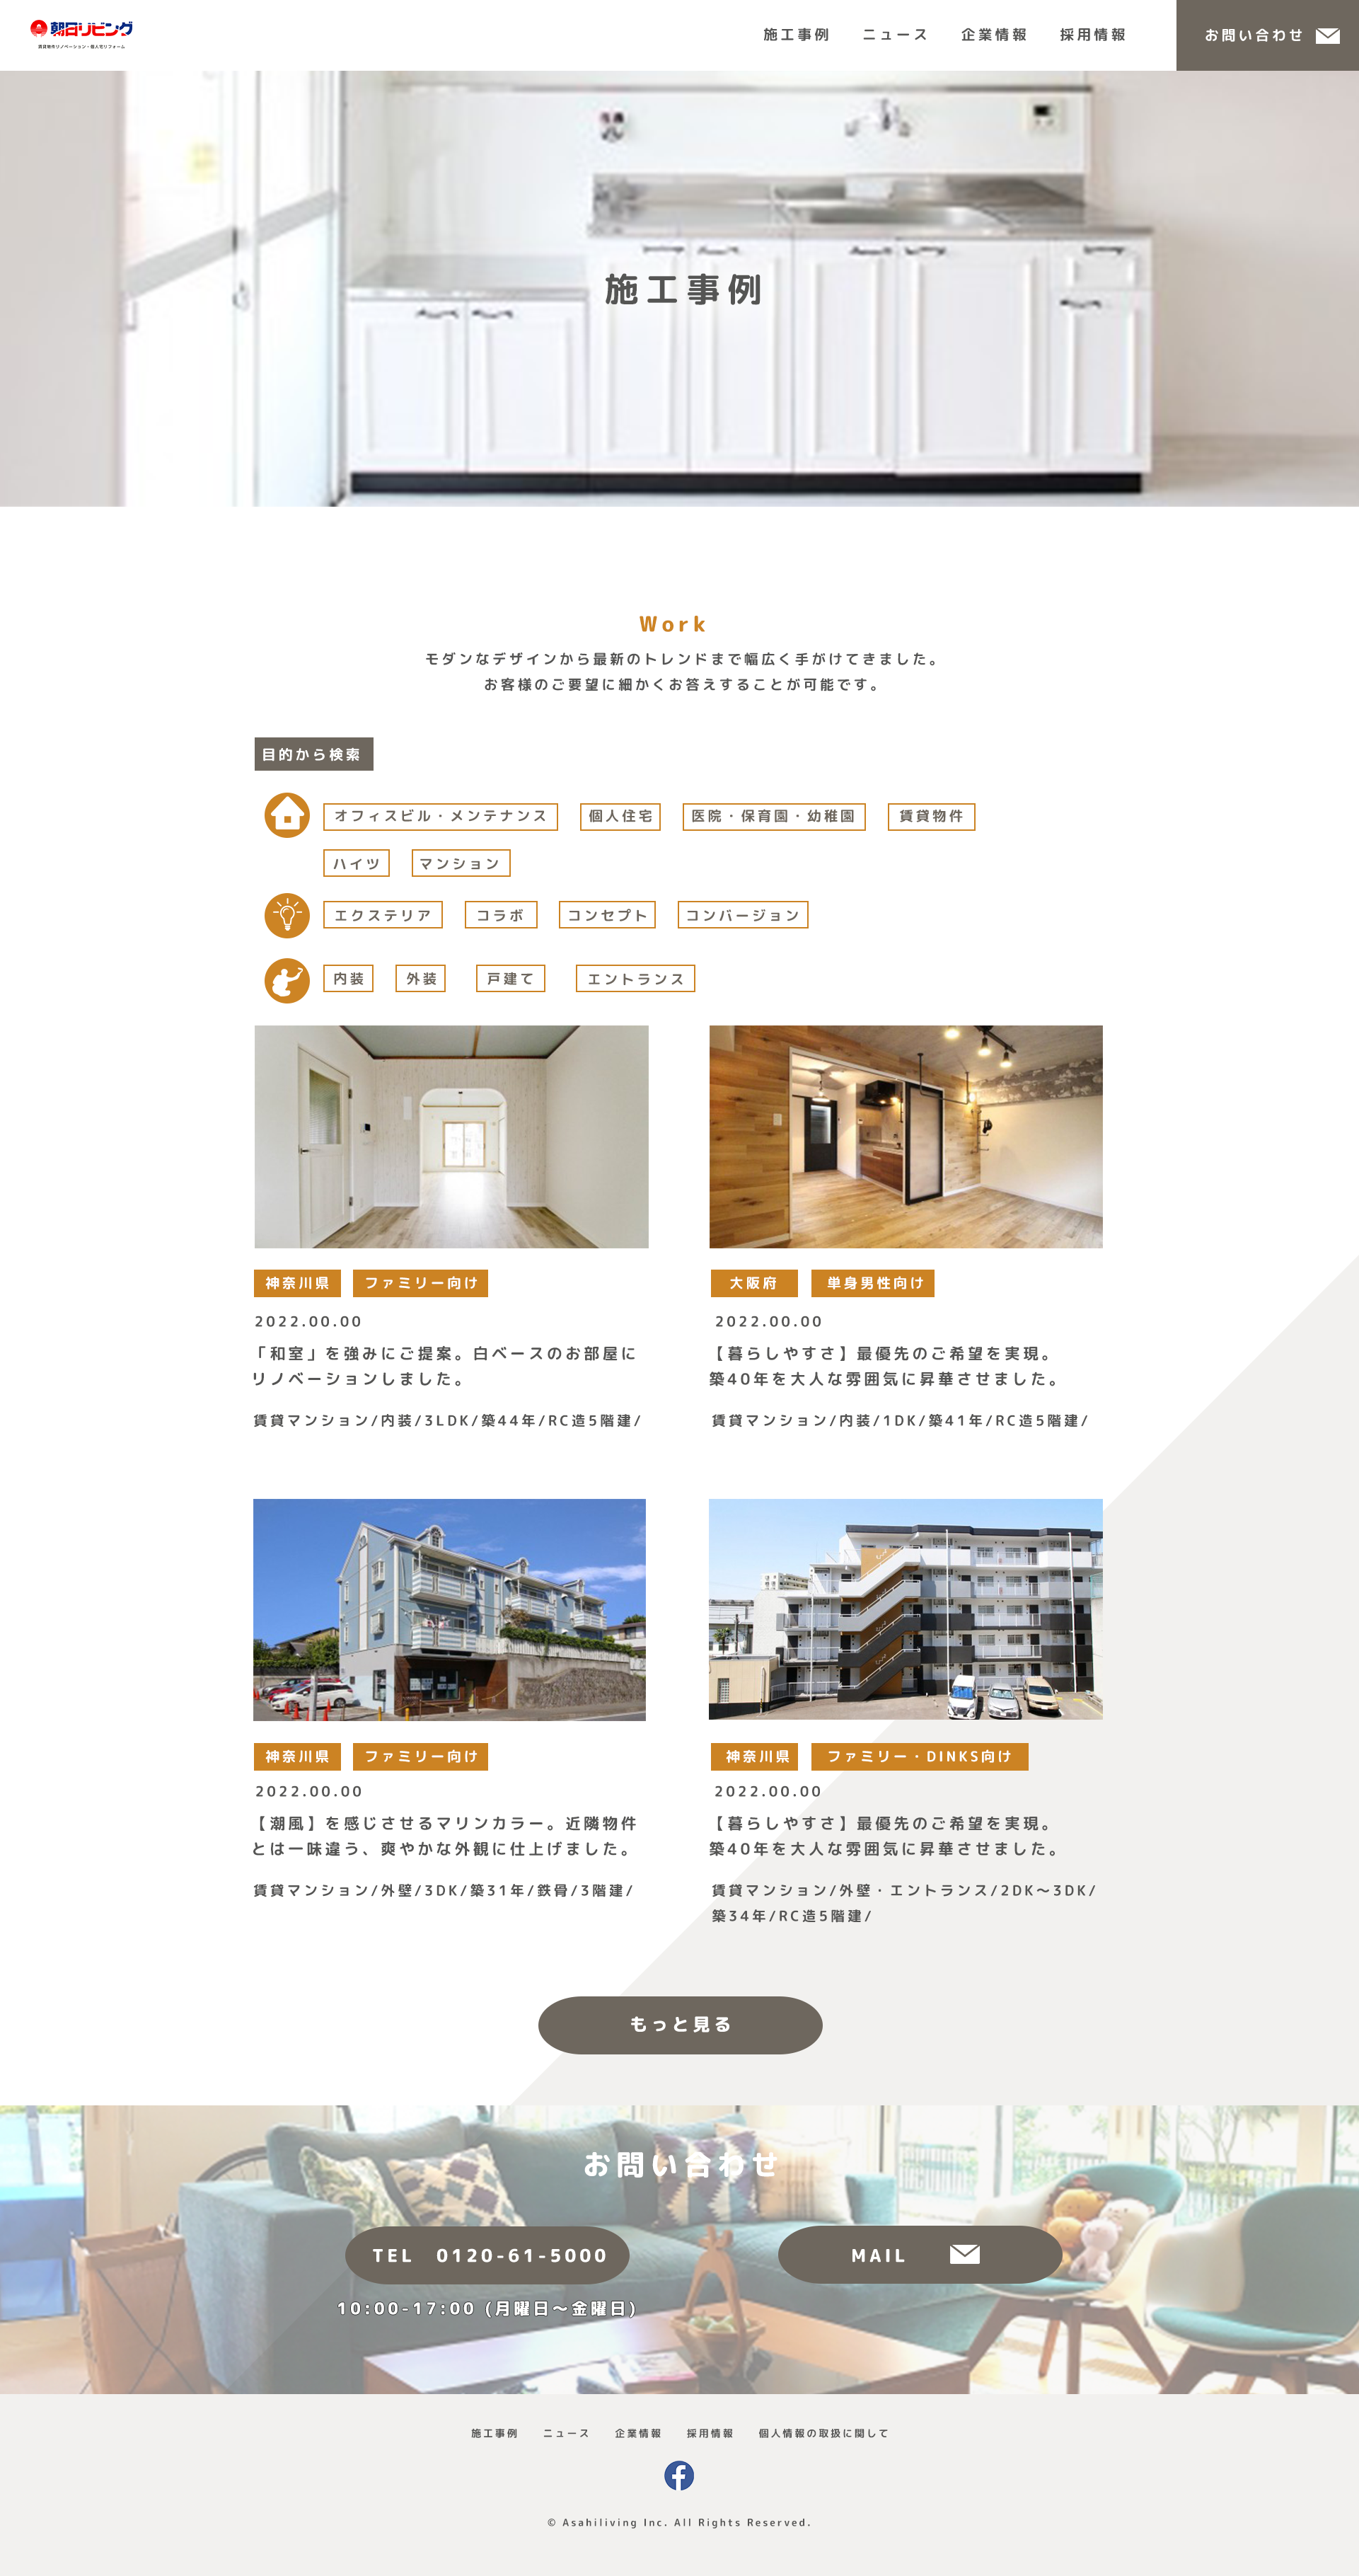 朝日リビング
賃貸物件リノベーション・個人宅リフォーム
施工事例 ニュース 企業情報 採用情報 お問い合わせ
施工事例
Work
モダンなデザインから最新のトレンドまで幅広く手がけてきました。
お客様のご要望に細かくお答えすることが可能です。
目的から検索
オフィスビル・メンテナンス 個人住宅 医院・保育園・幼稚園 賃貸物件
ハイツ マンション
エクステリア コラボ コンセプト コンバージョン
内装 外装 戸建て エントランス
神奈川県 ファミリー向け
2022.00.00
「和室」を強みにご提案。白ベースのお部屋に
リノベーションしました。
賃貸マンション/内装/3LDK/築44年/RC造5階建/
大阪府 単身男性向け
2022.00.00
【暮らしやすさ】最優先のご希望を実現。
築40年を大人な雰囲気に昇華させました。
賃貸マンション/内装/1DK/築41年/RC造5階建/
神奈川県 ファミリー向け
2022.00.00
【潮風】を感じさせるマリンカラー。近隣物件
とは一味違う、爽やかな外観に仕上げました。
賃貸マンション/外壁/3DK/築31年/鉄骨/3階建/
神奈川県 ファミリー・DINKS向け
2022.00.00
【暮らしやすさ】最優先のご希望を実現。
築40年を大人な雰囲気に昇華させました。
賃貸マンション/外壁・エントランス/2DK〜3DK/
築34年/RC造5階建/
もっと見る
お問い合わせ
TEL 0120-61-5000
10:00-17:00 (月曜日〜金曜日)
MAIL
施工事例 ニュース 企業情報 採用情報 個人情報の取扱に関して
© Asahiliving Inc. All Rights Reserved.